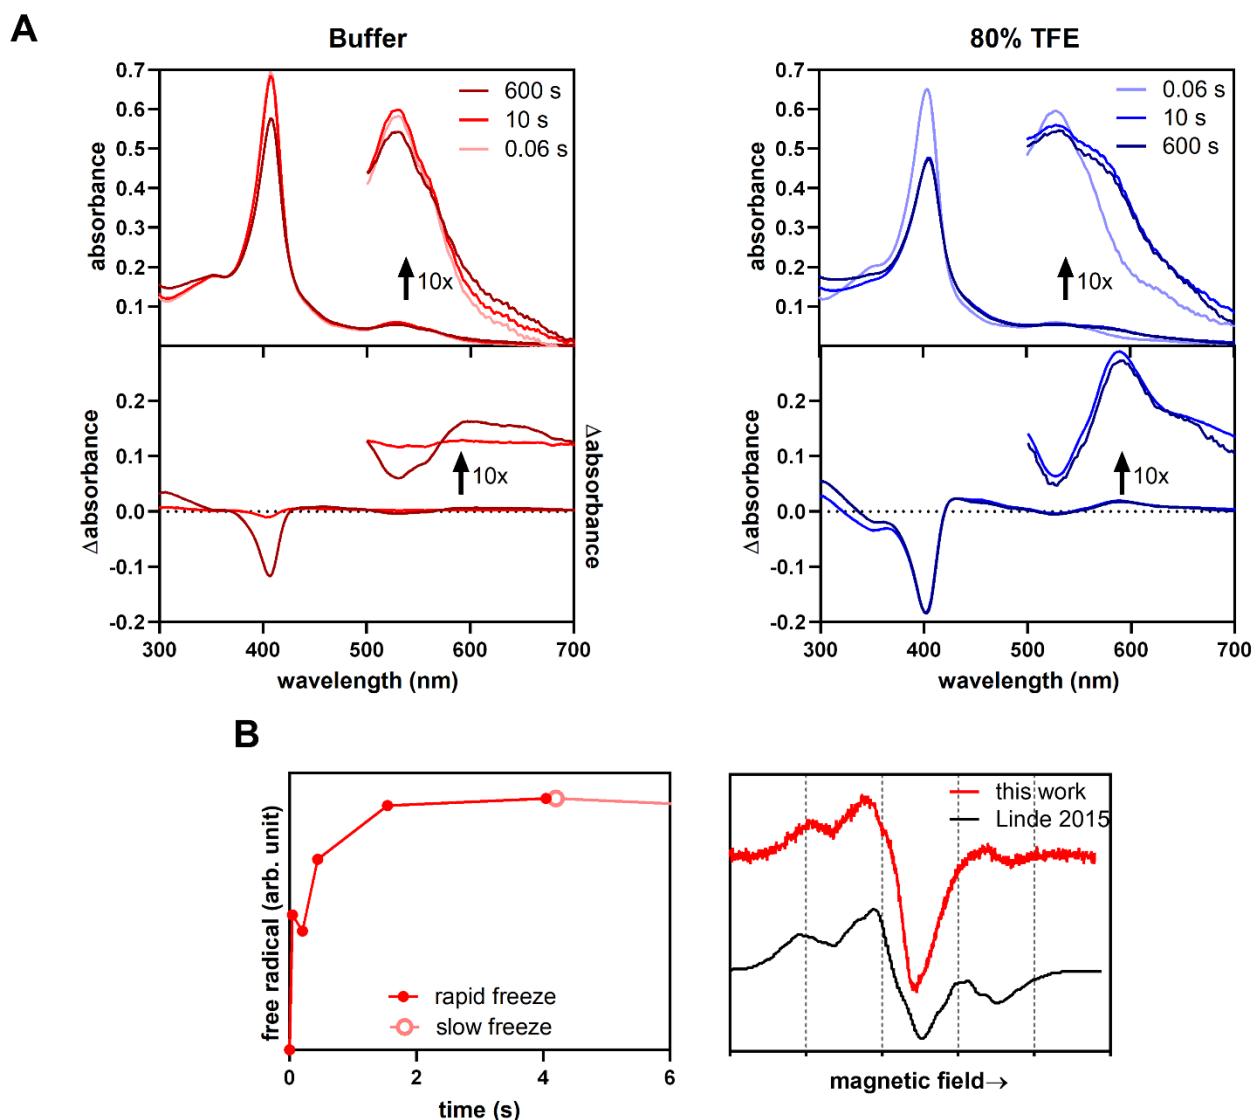 A
Buffer
absorbance
0.7
0.6
0.5
0.4
0.3
0.2
0.1
600 s
10 s
0.06 s
10x
Δabsorbance
0.2
0.1
0.0
-0.1
-0.2
10x
Δabsorbance
300 400 500 600 700
wavelength (nm)
80% TFE
absorbance
0.7
0.6
0.5
0.4
0.3
0.2
0.1
0.06 s
10 s
600 s
10x
Δabsorbance
0.2
0.1
0.0
-0.1
-0.2
10x
300 400 500 600 700
wavelength (nm)
B
free radical (arb. unit)
rapid freeze
slow freeze
0 2 4 6
time (s)
this work
Linde 2015
magnetic field→